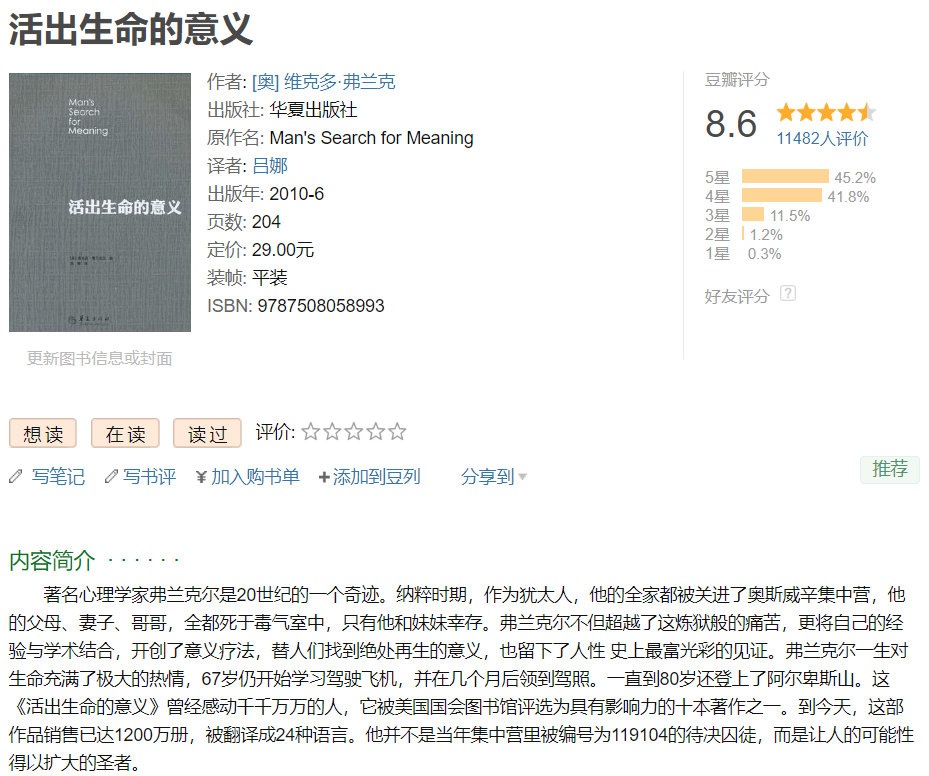 活出生命的意义
Man's
Search
for
Meaning
活出生命的意义
更新图书信息或封面
作者: [奥] 维克多·弗兰克
出版社: 华夏出版社
原作名: Man's Search for Meaning
译者: 吕娜
出版年: 2010-6
页数: 204
定价: 29.00元
装帧: 平装
ISBN: 9787508058993
豆瓣评分
8.6
11482人评价
5星 45.2%
4星 41.8%
3星 11.5%
2星 1.2%
1星 0.3%
好友评分 ?
想读 在读 读过 评价:
写笔记 写书评 ¥加入购书单 +添加到豆列 分享到
推荐
内容简介 · · · · · ·
著名心理学家弗兰克尔是20世纪的一个奇迹。纳粹时期，作为犹太人，他的全家都被关进了奥斯威辛集中营，他
的父母、妻子、哥哥，全都死于毒气室中，只有他和妹妹幸存。弗兰克尔不但超越了这炼狱般的痛苦，更将自己的经
验与学术结合，开创了意义疗法，替人们找到绝处再生的意义，也留下了人性 史上最富光彩的见证。弗兰克尔一生对
生命充满了极大的热情，67岁仍开始学习驾驶飞机，并在几个月后领到驾照。一直到80岁还登上了阿尔卑斯山。这
《活出生命的意义》曾经感动千千万万的人，它被美国国会图书馆评选为具有影响力的十本著作之一。到今天，这部
作品销售已达1200万册，被翻译成24种语言。他并不是当年集中营里被编号为119104的待决囚徒，而是让人的可能性
得以扩大的圣者。